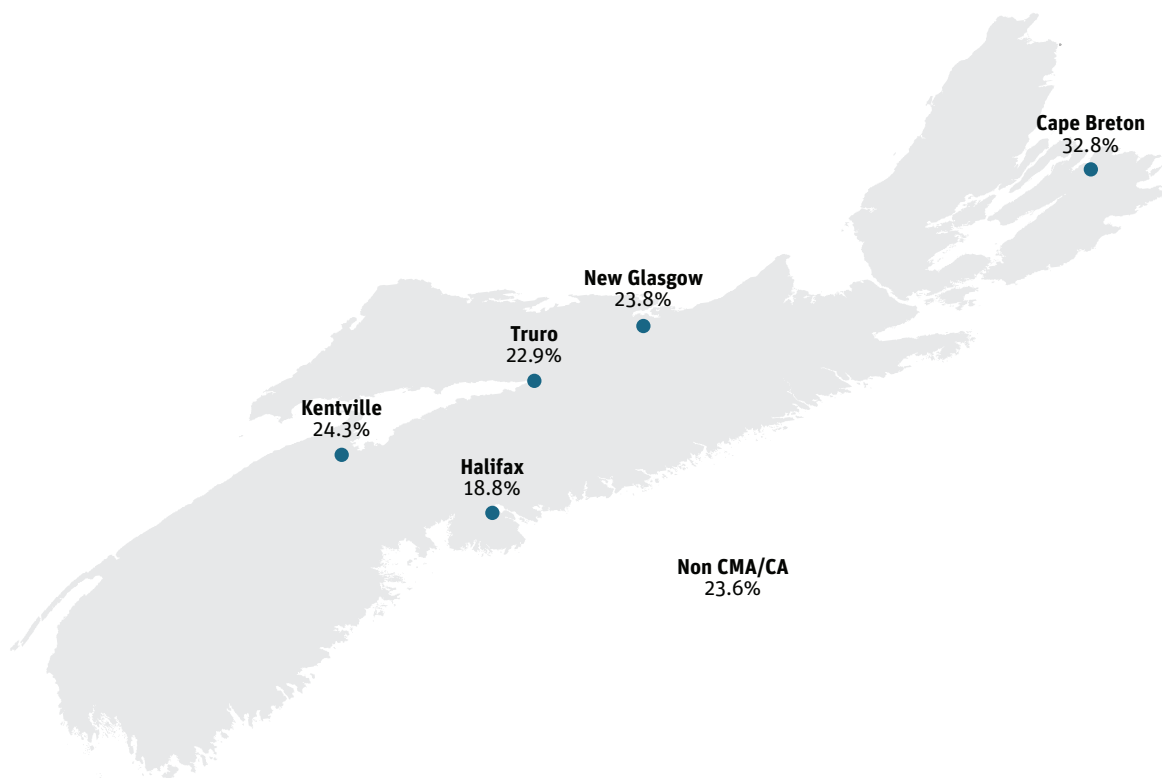 Cape Breton
32.8%
New Glasgow
23.8%
Truro
22.9%
Kentville
24.3%
Halifax
18.8%
Non CMA/CA
23.6%